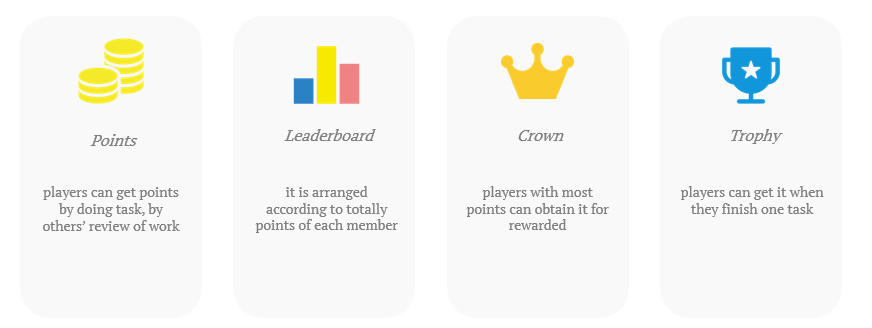 Points
players can get points
by doing task, by
others' review of work
Leaderboard
it is arranged
according to totally
points of each member
Crown
players with most
points can obtain it for
rewarded
Trophy
players can get it when
they finish one task